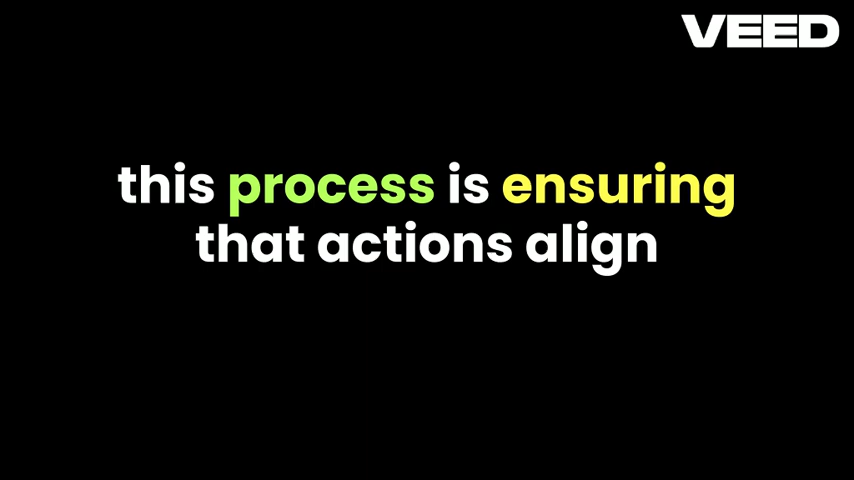 VEED
this process is ensuring
that actions align